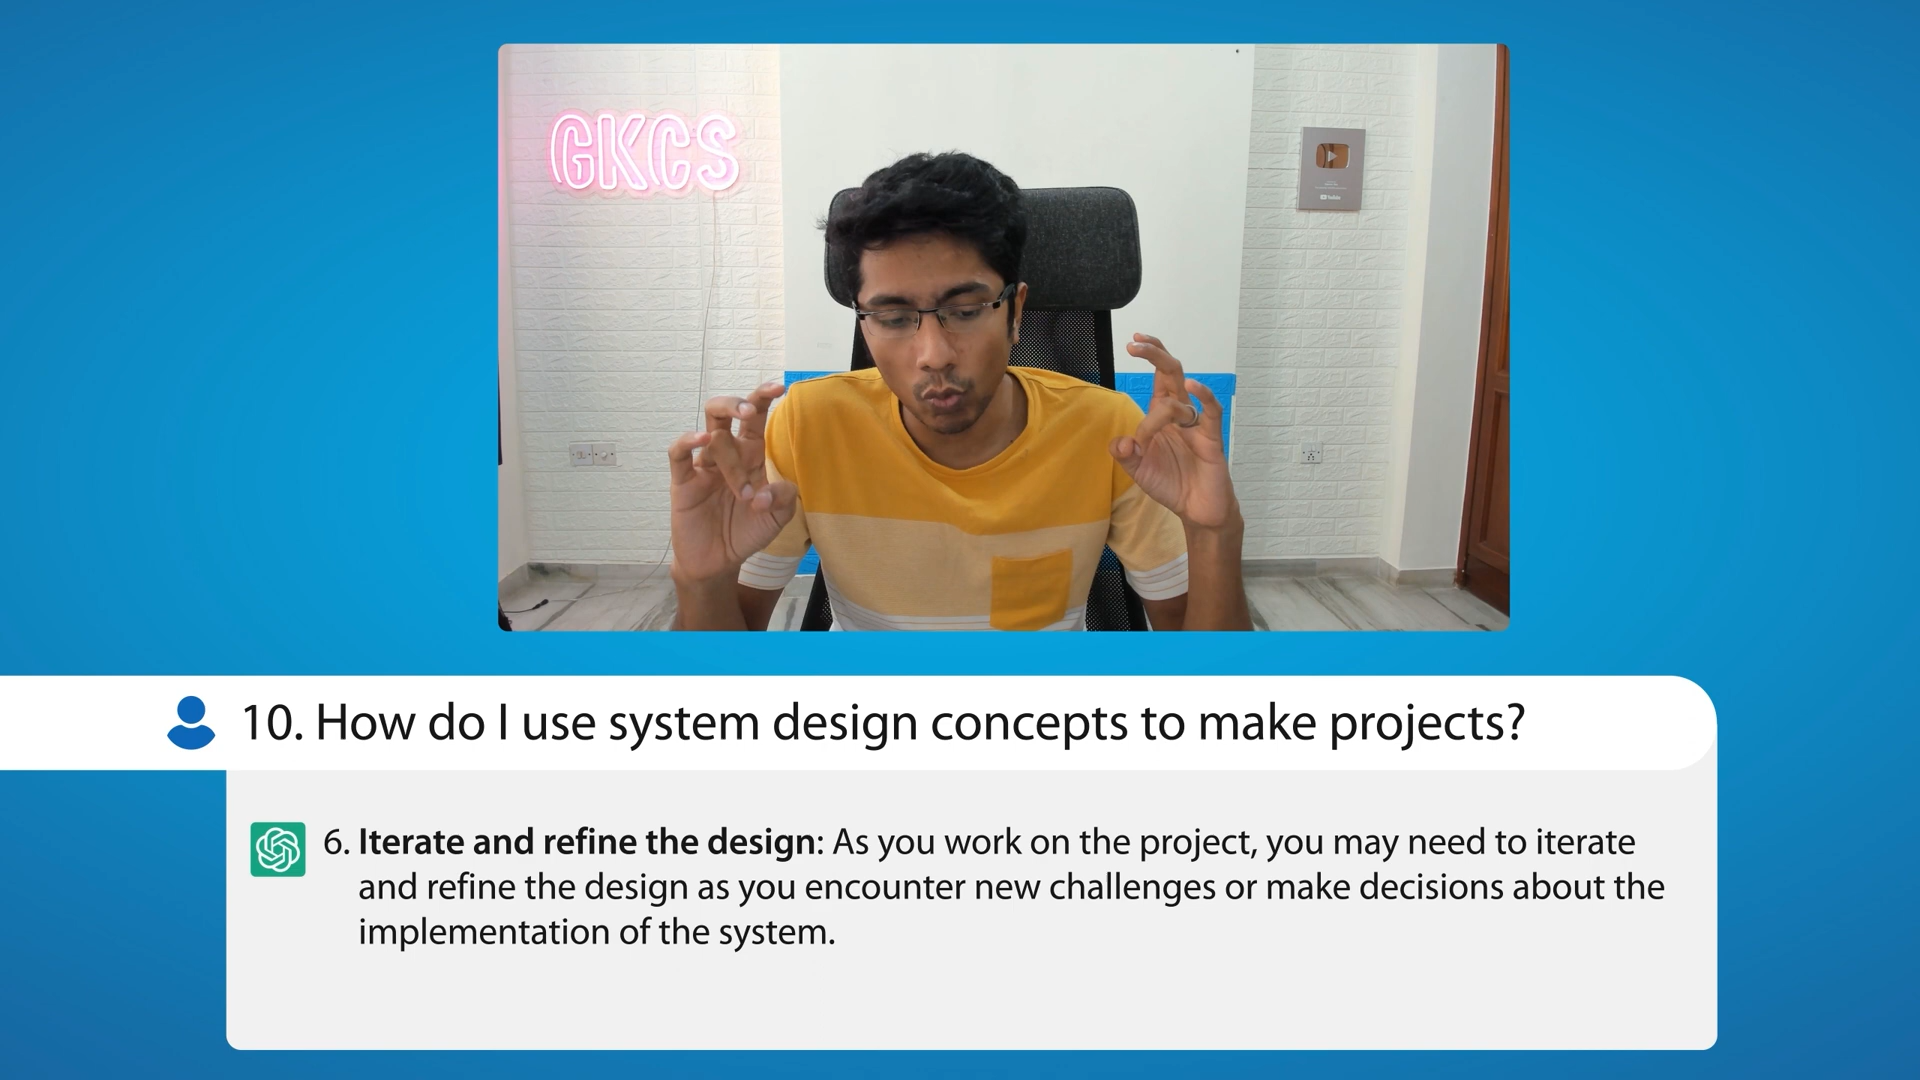 GKCS
YouTube
10. How do I use system design concepts to make projects?
6. Iterate and refine the design: As you work on the project, you may need to iterate
and refine the design as you encounter new challenges or make decisions about the
implementation of the system.